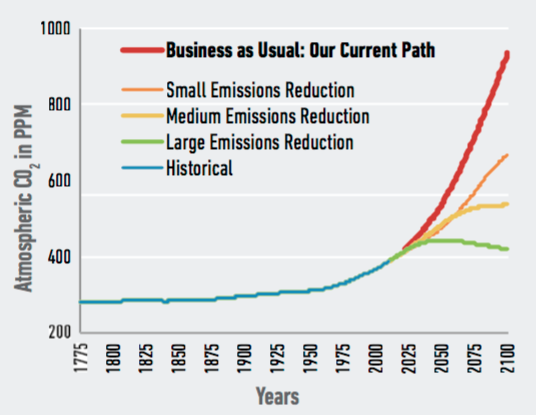 1000
800
600
400
200
Atmospheric CO2 in PPM
Business as Usual: Our Current Path
Small Emissions Reduction
Medium Emissions Reduction
Large Emissions Reduction
Historical
1775
1800
1825
1850
1875
1900
1925
1950
1975
2000
2025
2050
2075
2100
Years